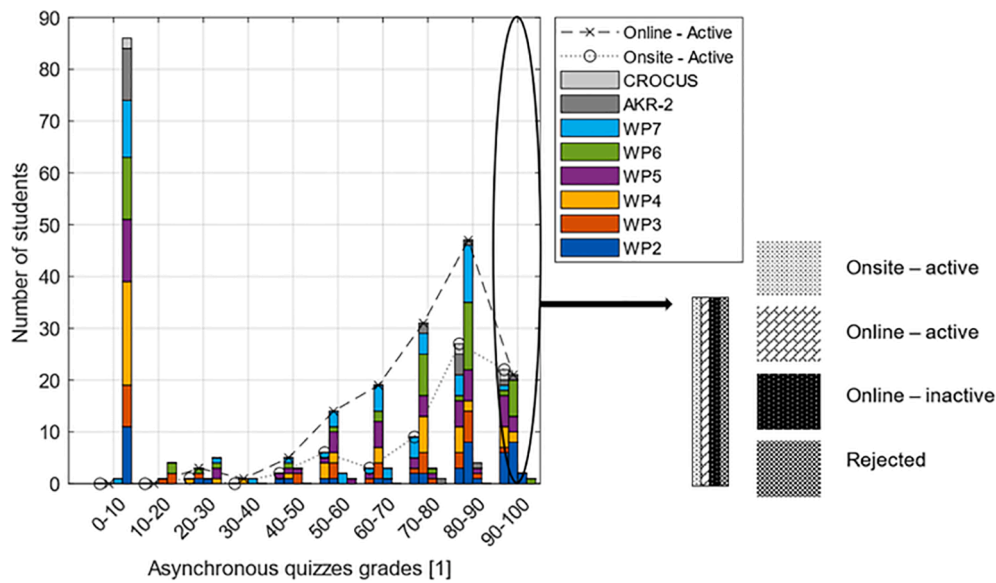 90
80
70
60
50
40
30
20
10
0
Number of students
0-10
10-20
20-30
30-40
40-50
50-60
60-70
70-80
80-90
90-100
Asynchronous quizzes grades [1]
Online - Active
Onsite - Active
CROCUS
AKR-2
WP7
WP6
WP5
WP4
WP3
WP2
Onsite – active
Online – active
Online – inactive
Rejected